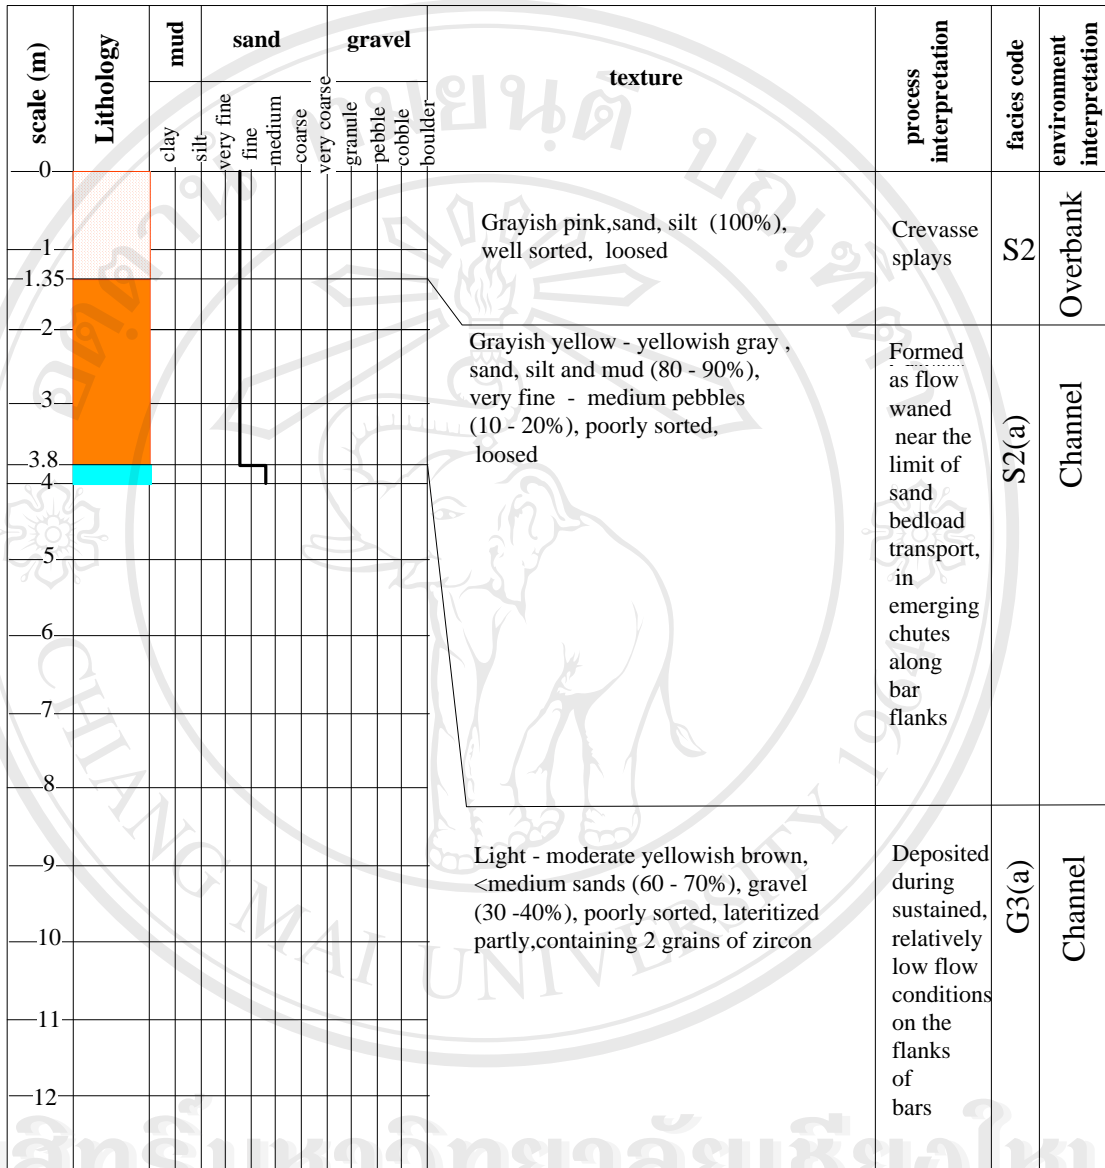 scale (m)
Lithology
mud
sand
gravel
clay
silt
very fine
fine
medium
coarse
very coarse
granule
pebble
cobble
boulder
texture
process
interpretation
facies code
environment
interpretation
0
1
1.35
2
3
3.8
4
5
6
7
8
9
10
11
12
Grayish pink,sand, silt (100%),
well sorted, loosed
Crevasse
splays
S2
Overbank
Grayish yellow - yellowish gray ,
sand, silt and mud (80 - 90%),
very fine - medium pebbles
(10 - 20%), poorly sorted,
loosed
Formed
as flow
waned
near the
limit of
sand
bedload
transport,
in
emerging
chutes
along
bar
flanks
S2(a)
Channel
Light - moderate yellowish brown,
<medium sands (60 - 70%), gravel
(30 -40%), poorly sorted, lateritized
partly,containing 2 grains of zircon
Deposited
during
sustained,
relatively
low flow
conditions
on the
flanks
of
bars
G3(a)
Channel
CHIANG MAI UNIVERSITY 1964